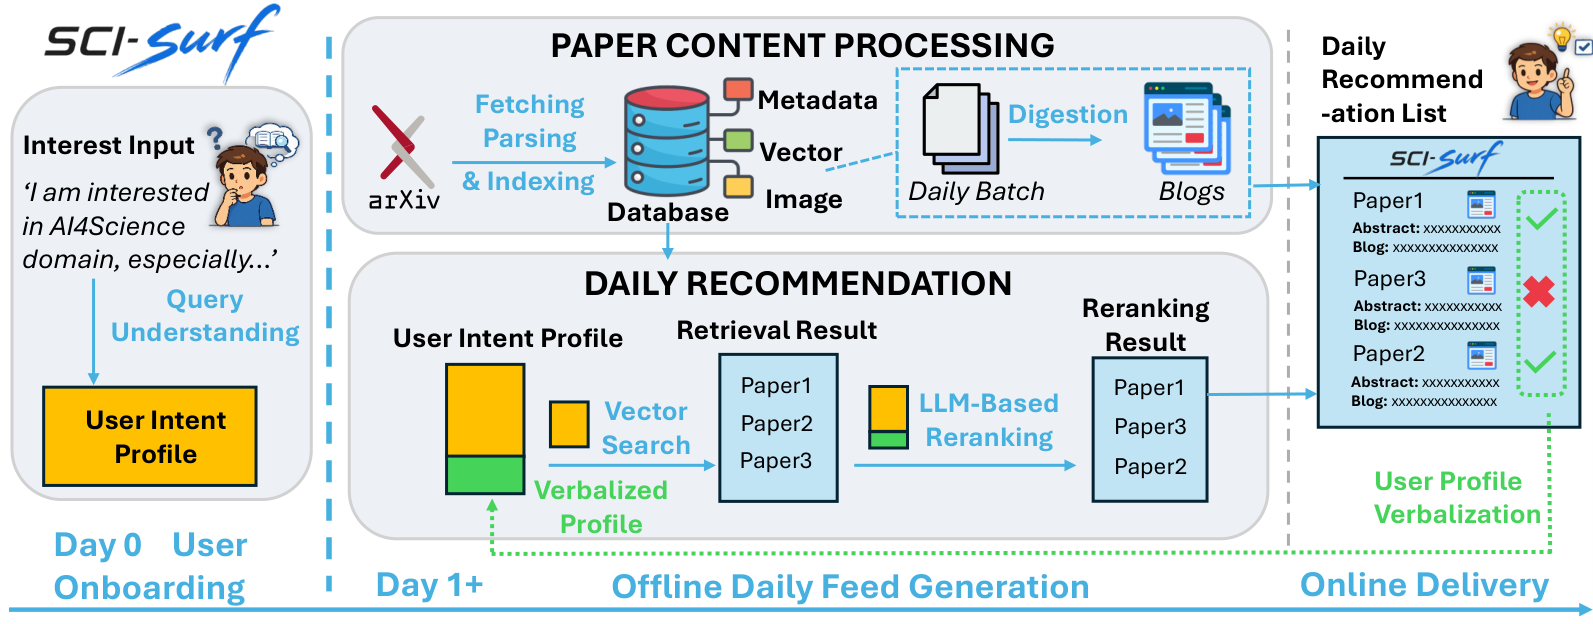 SCI-Surf
Interest Input
‘I am interested
in AI4Science
domain, especially...’
Query
Understanding
User Intent
Profile
Day 0 User
Onboarding
PAPER CONTENT PROCESSING
arXiv
Fetching
Parsing
& Indexing
Database
Metadata
Vector
Image
Daily Batch
Digestion
Blogs
DAILY RECOMMENDATION
User Intent Profile
Vector
Search
Verbalized
Profile
Retrieval Result
Paper1
Paper2
Paper3
LLM-Based
Reranking
Reranking
Result
Paper1
Paper3
Paper2
Day 1+
Offline Daily Feed Generation
Daily
Recommend
-ation List
SCI-Surf
Paper1
Abstract: xxxxxxxxxxx
Blog: xxxxxxxxxxxxxxx
Paper3
Abstract: xxxxxxxxxxx
Blog: xxxxxxxxxxxxxxx
Paper2
Abstract: xxxxxxxxxxx
Blog: xxxxxxxxxxxxxxx
User Profile
Verbalization
Online Delivery